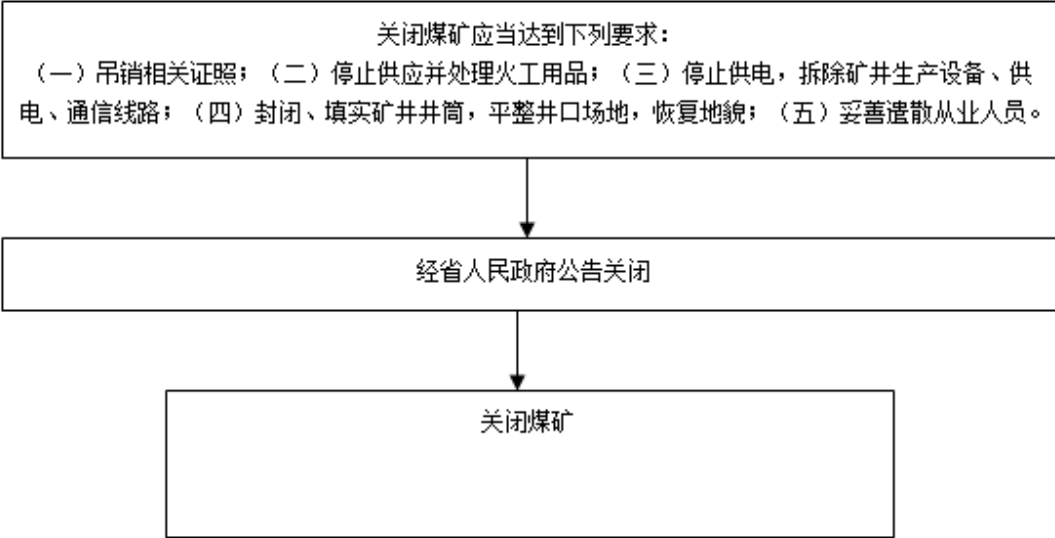 关闭煤矿应当达到下列要求：
（一）吊销相关证照；（二）停止供应并处理火工用品；（三）停止供电，拆除矿井生产设备、供
电、通信线路；（四）封闭、填实矿井井筒，平整井口场地，恢复地貌；（五）妥善遣散从业人员。
经省人民政府公告关闭
关闭煤矿